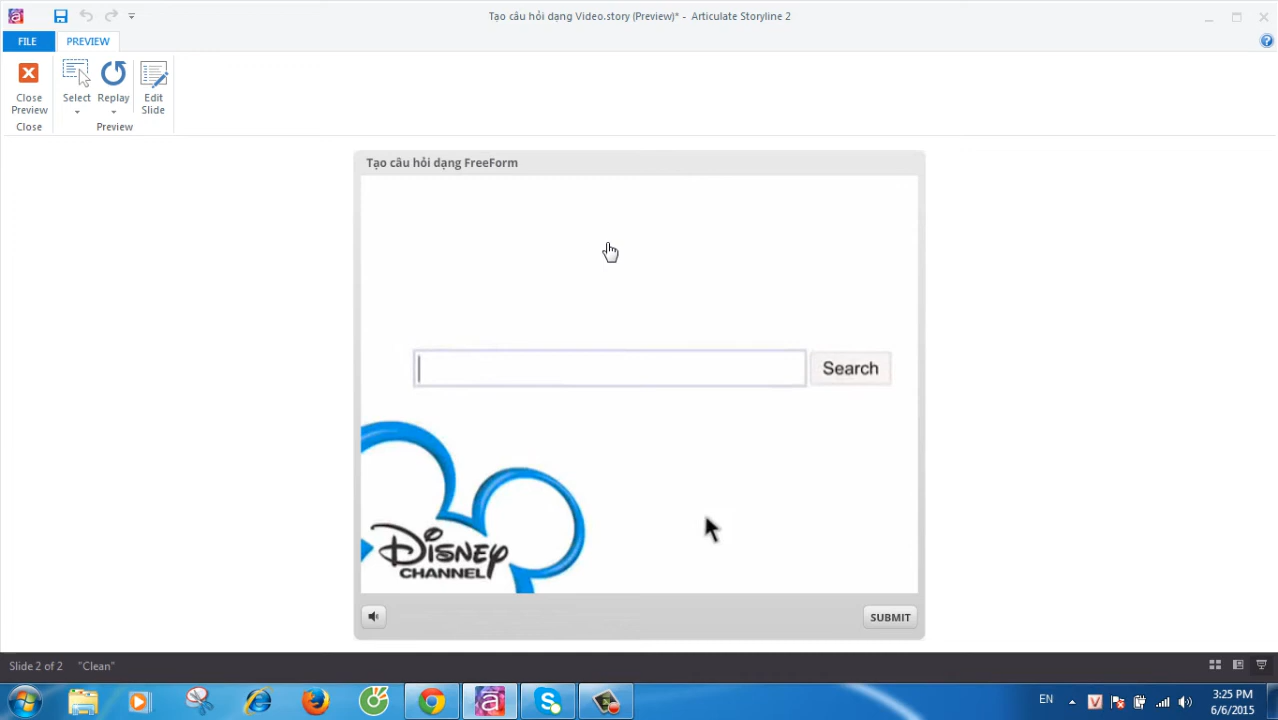 Tạo câu hỏi dạng Video.story (Preview)* - Articulate Storyline 2
FILE
PREVIEW
Close Preview
Select
Replay
Edit Slide
Close
Preview
Tạo câu hỏi dạng FreeForm
Search
DISNEY
CHANNEL
SUBMIT
Slide 2 of 2
"Clean"
EN
3:25 PM
6/6/2015